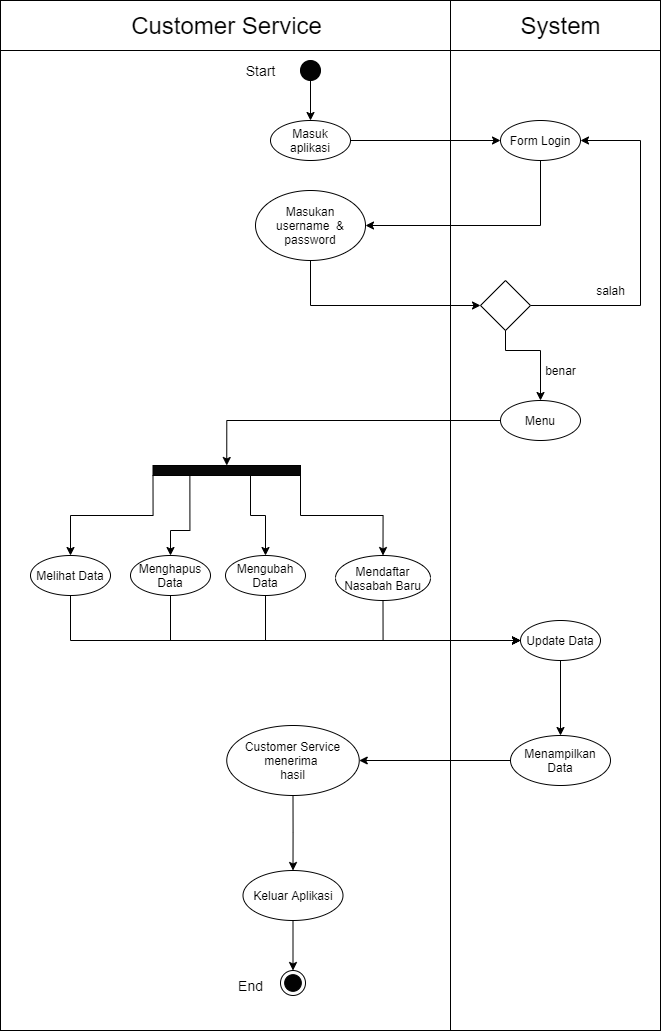 Customer Service
System
Start
Masuk
aplikasi
Form Login
Masukan
username &
password
salah
benar
Menu
Melihat Data
Menghapus
Data
Mengubah
Data
Mendaftar
Nasabah Baru
Update Data
Customer Service
menerima
hasil
Menampilkan
Data
Keluar Aplikasi
End